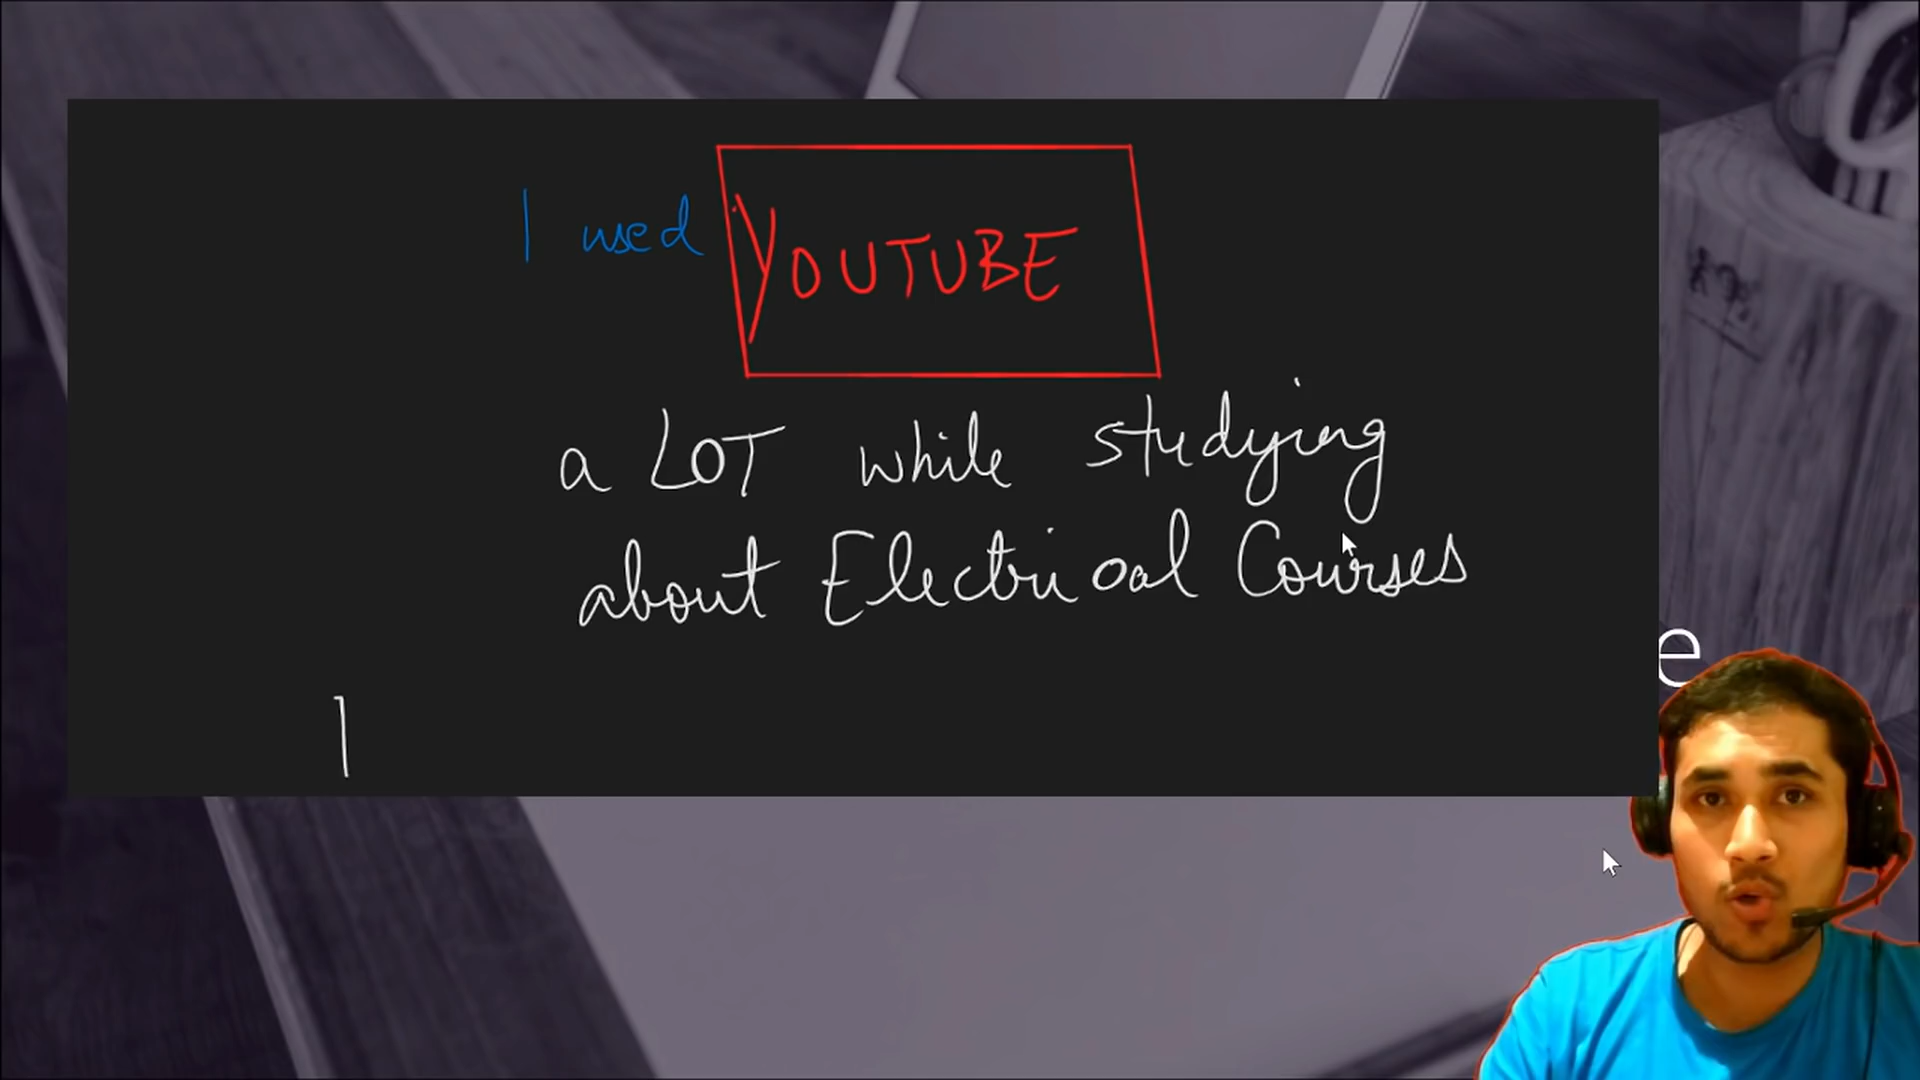 I used YOUTUBE
a LOT while studying
about Electrical Courses
I
e